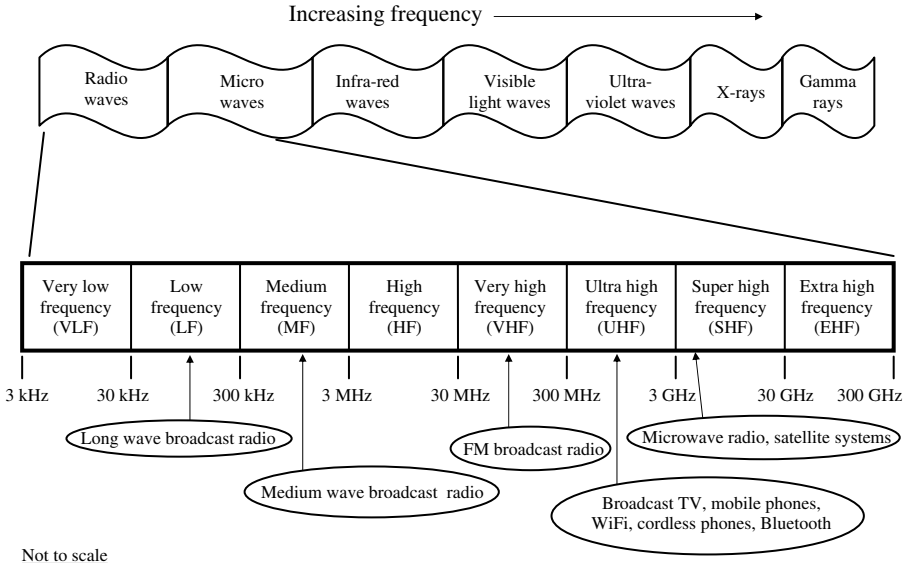 Increasing frequency
Radio
waves
Micro
waves
Infra-red
waves
Visible
light waves
Ultra-
violet waves
X-rays
Gamma
rays
Very low
frequency
(VLF)
Low
frequency
(LF)
Medium
frequency
(MF)
High
frequency
(HF)
Very high
frequency
(VHF)
Ultra high
frequency
(UHF)
Super high
frequency
(SHF)
Extra high
frequency
(EHF)
3 kHz
30 kHz
300 kHz
3 MHz
30 MHz
300 MHz
3 GHz
30 GHz
300 GHz
Long wave broadcast radio
FM broadcast radio
Microwave radio, satellite systems
Medium wave broadcast radio
Broadcast TV, mobile phones,
WiFi, cordless phones, Bluetooth
Not to scale